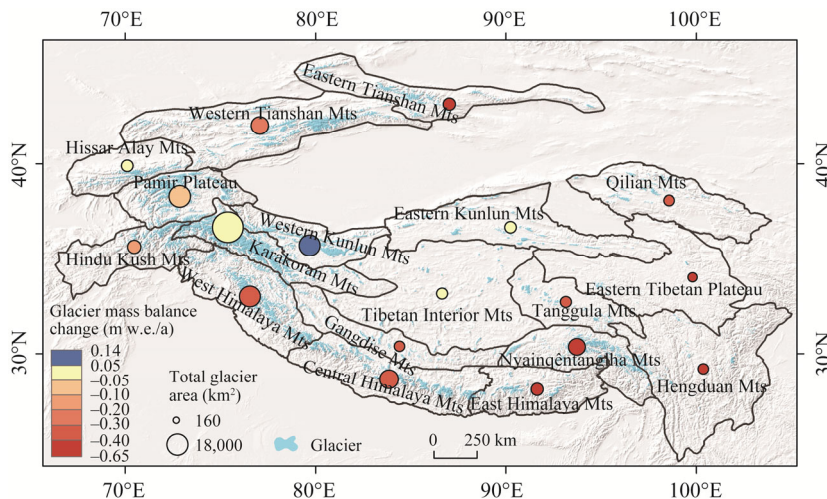 70°E 80°E 90°E 100°E
Eastern Tianshan Mts
Western Tianshan Mts
Hissar Alay Mts
40°N 40°N
Pamir Plateau
Qilian Mts
Eastern Kunlun Mts
Western Kunlun Mts
Hindu Kush Mts
Karakoram Mts
West Himalaya Mts
Eastern Tibetan Plateau
Tibetan Interior Mts
Tanggula Mts
Gangdise Mts
30°N 30°N
Nyainqêntanglha Mts
Central Himalaya Mts
East Himalaya Mts
Hengduan Mts
Glacier mass balance
change (m w.e./a)
0.14
0.05
–0.05
–0.10
–0.20
–0.30
–0.40
–0.65
Total glacier
area (km²)
160
18,000
Glacier
0 250 km
70°E 80°E 90°E 100°E